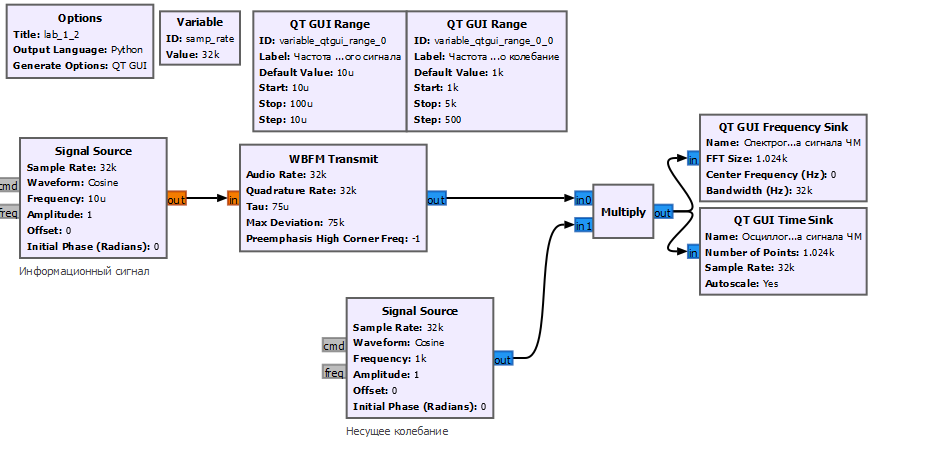 Options
Title: lab_1_2
Output Language: Python
Generate Options: QT GUI
Variable
ID: samp_rate
Value: 32k
QT GUI Range
ID: variable_qtgui_range_0
Label: Частота ...ого сигнала
Default Value: 10u
Start: 10u
Stop: 100u
Step: 10u
QT GUI Range
ID: variable_qtgui_range_0_0
Label: Частота ...о колебание
Default Value: 1k
Start: 1k
Stop: 5k
Step: 500
Signal Source
Sample Rate: 32k
Waveform: Cosine
Frequency: 10u
Amplitude: 1
Offset: 0
Initial Phase (Radians): 0
cmd
freq
out
Информационный сигнал
WBFM Transmit
Audio Rate: 32k
Quadrature Rate: 32k
Tau: 75u
Max Deviation: 75k
Preemphasis High Corner Freq: -1
in
out
Signal Source
Sample Rate: 32k
Waveform: Cosine
Frequency: 1k
Amplitude: 1
Offset: 0
Initial Phase (Radians): 0
cmd
freq
out
Несущее колебание
in0
in1
Multiply
out
QT GUI Frequency Sink
Name: Спектрог...а сигнала ЧМ
FFT Size: 1.024k
Center Frequency (Hz): 0
Bandwidth (Hz): 32k
in
QT GUI Time Sink
Name: Осциллог...а сигнала ЧМ
Number of Points: 1.024k
Sample Rate: 32k
Autoscale: Yes
in